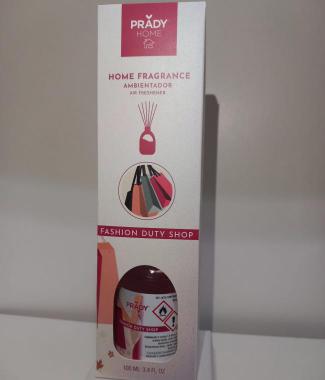 PRADY
HOME
HOME FRAGRANCE
AMBIENTADOR
AIR FRESHENER
FASHION DUTY SHOP
PRADY
FASHION DUTY SHOP
100 ML 3.4 FL. OZ